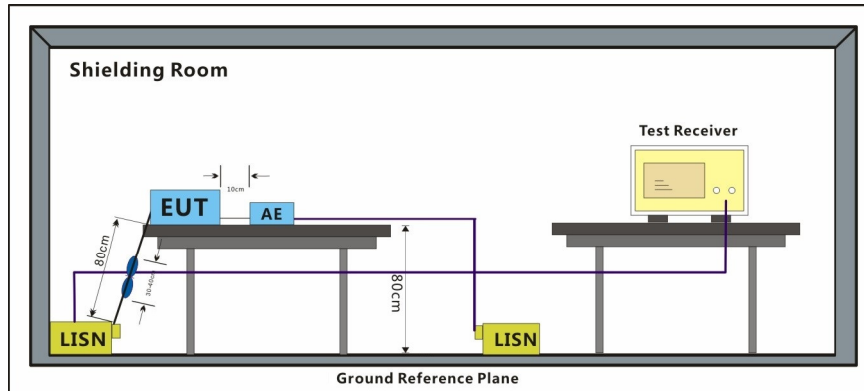 Shielding Room
Test Receiver
10cm
EUT
AE
80cm
30-40cm
80cm
LISN
LISN
Ground Reference Plane